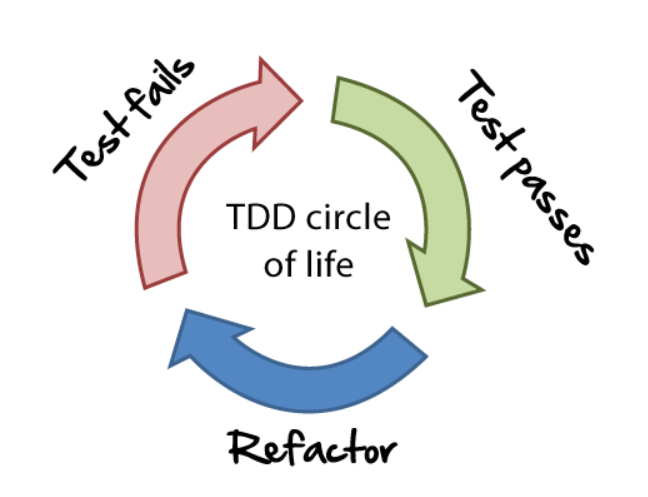 Test fails
Test passes
TDD circle
of life
Refactor